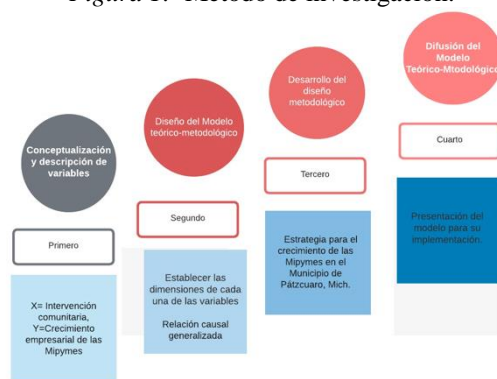 Figura 1. Método de investigación.
Conceptualización
y descripción de
variables
Primero
X= Intervención
comunitaria,
Y=Crecimiento
empresarial de las
Mipymes
Diseño del Modelo
teórico-metodológico
Segundo
Establecer las
dimensiones de cada
una de las variables
Relación causal
generalizada
Desarrollo del
diseño
metodológico
Tercero
Estrategia para el
crecimiento de las
Mipymes en el
Municipio de
Pátzcuaro, Mich.
Difusión del
Modelo
Teórico-Mtodológico
Cuarto
Presentación del
modelo para su
implementación.